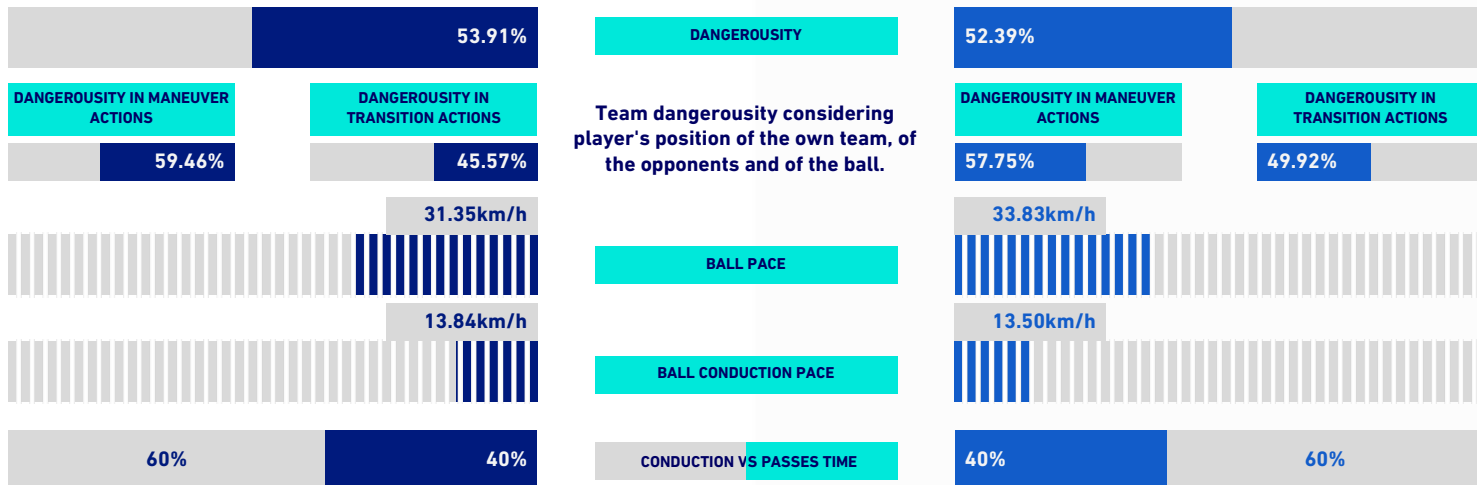 53.91%
DANGEROUSITY
52.39%
DANGEROUSITY IN MANEUVER
ACTIONS
DANGEROUSITY IN
TRANSITION ACTIONS
59.46%
45.57%
Team dangerousity considering
player's position of the own team, of
the opponents and of the ball.
DANGEROUSITY IN MANEUVER
ACTIONS
DANGEROUSITY IN
TRANSITION ACTIONS
57.75%
49.92%
31.35km/h
BALL PACE
33.83km/h
13.84km/h
BALL CONDUCTION PACE
13.50km/h
60%
40%
CONDUCTION VS PASSES TIME
40%
60%